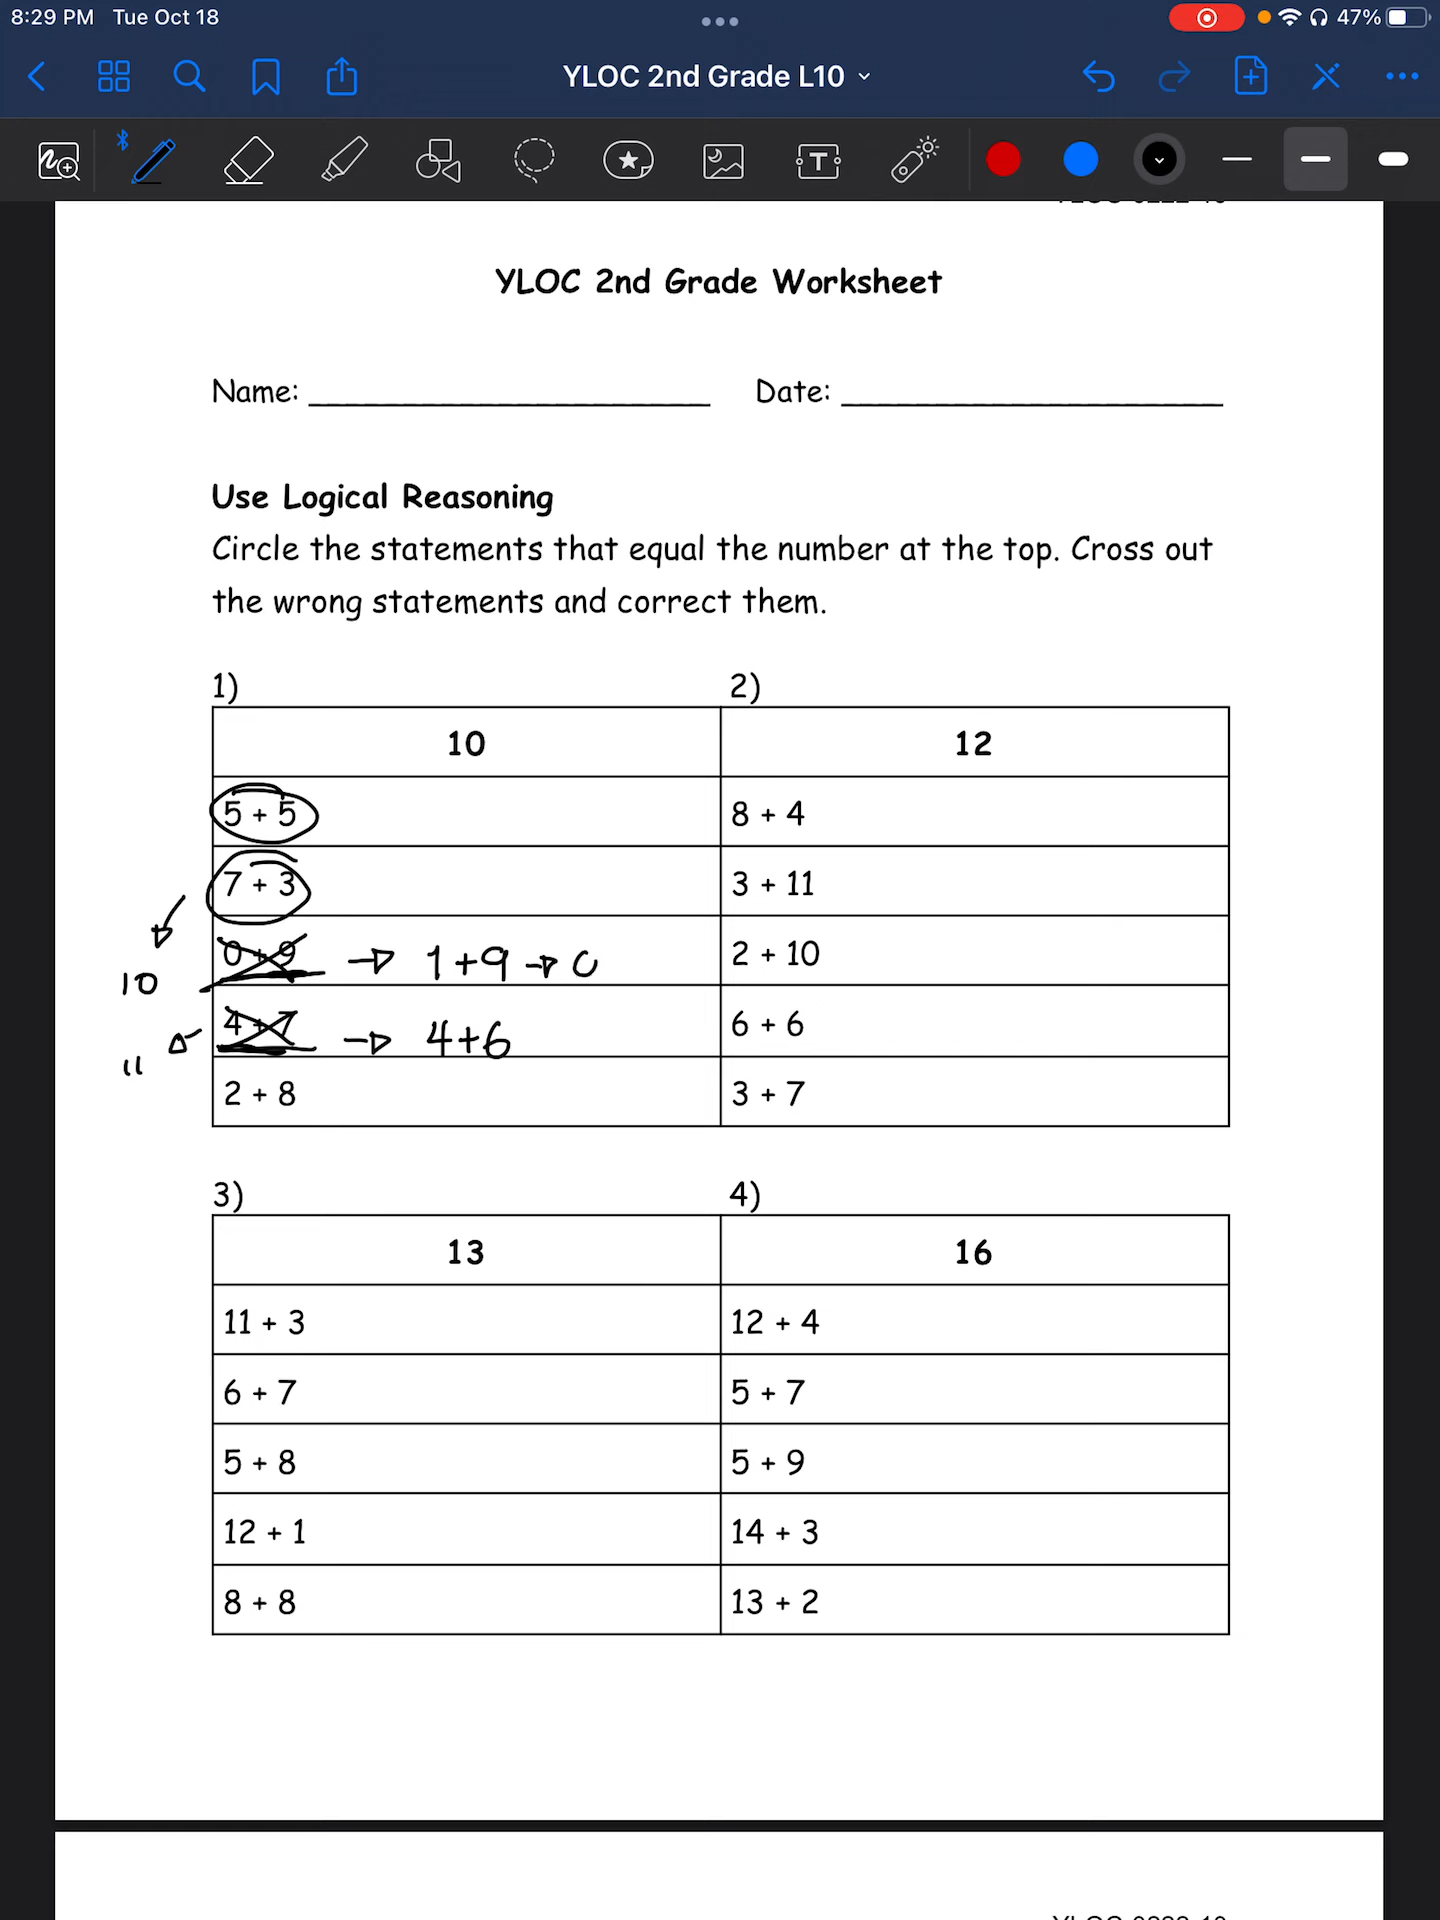 8:29 PM Tue Oct 18 47%
YLOC 2nd Grade L10
YLOC 2nd Grade Worksheet
Name: Date:
Use Logical Reasoning
Circle the statements that equal the number at the top. Cross out
the wrong statements and correct them.
1) 2)
10 12
5 + 5 8 + 4
7 + 3 3 + 11
0 + 9 → 1+9 → 0 2 + 10
10
4 + 7 → 4+6 6 + 6
11
2 + 8 3 + 7
3) 4)
13 16
11 + 3 12 + 4
6 + 7 5 + 7
5 + 8 5 + 9
12 + 1 14 + 3
8 + 8 13 + 2